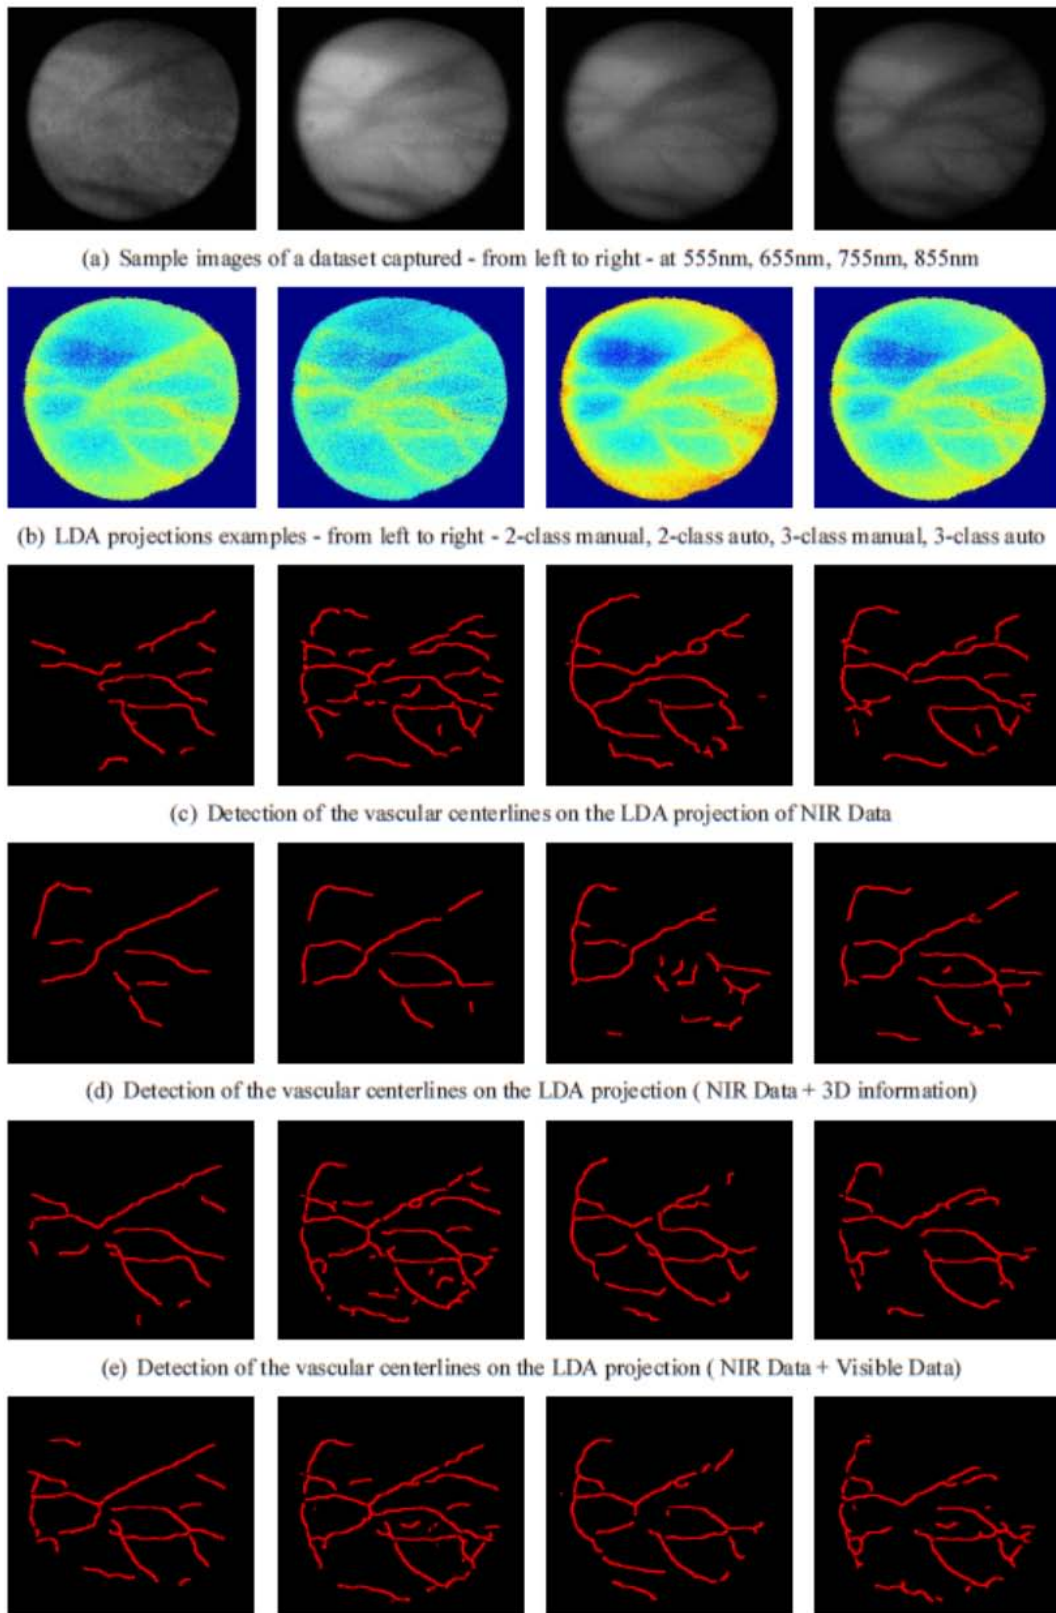 (a) Sample images of a dataset captured - from left to right - at 555nm, 655nm, 755nm, 855nm
(b) LDA projections examples - from left to right - 2-class manual, 2-class auto, 3-class manual, 3-class auto
(c) Detection of the vascular centerlines on the LDA projection of NIR Data
(d) Detection of the vascular centerlines on the LDA projection ( NIR Data + 3D information)
(e) Detection of the vascular centerlines on the LDA projection ( NIR Data + Visible Data)